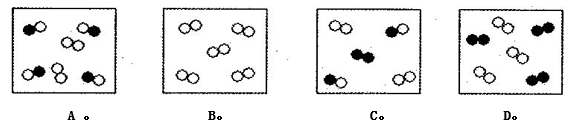 A。 B。 C。 D。